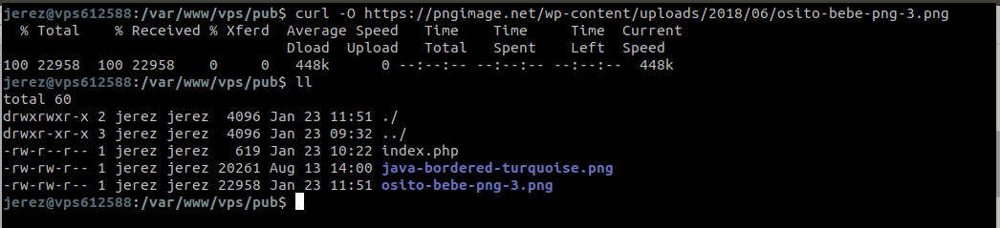 jerez@vps612588:/var/www/vps/pub$ curl -O https://pngimage.net/wp-content/uploads/2018/06/osito-bebe-png-3.png
  % Total    % Received % Xferd  Average Speed   Time    Time     Time  Current
                                 Dload  Upload   Total   Spent    Left  Speed
100 22958  100 22958    0     0   448k      0 --:--:-- --:--:-- --:--:--  448k
jerez@vps612588:/var/www/vps/pub$ ll
total 60
drwxrwxr-x 2 jerez jerez  4096 Jan 23 11:51 ./
drwxr-xr-x 3 jerez jerez  4096 Jan 23 09:32 ../
-rw-r--r-- 1 jerez jerez   619 Jan 23 10:22 index.php
-rw-rw-r-- 1 jerez jerez 20261 Aug 13 14:00 java-bordered-turquoise.png
-rw-rw-r-- 1 jerez jerez 22958 Jan 23 11:51 osito-bebe-png-3.png
jerez@vps612588:/var/www/vps/pub$